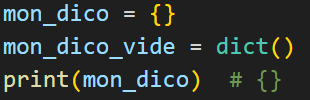 mon_dico = {}
mon_dico_vide = dict()
print(mon_dico)  # {}